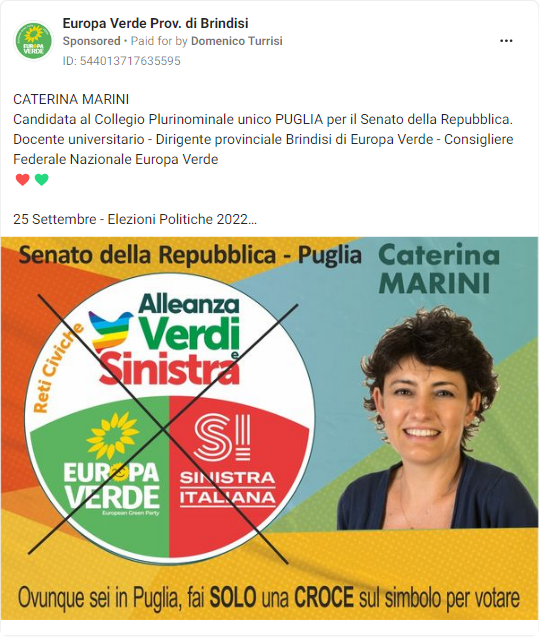 Europa Verde Prov. di Brindisi
Sponsored • Paid for by Domenico Turrisi
ID: 544013717635595
CATERINA MARINI
Candidata al Collegio Plurinominale unico PUGLIA per il Senato della Repubblica.
Docente universitario - Dirigente provinciale Brindisi di Europa Verde - Consigliere
Federale Nazionale Europa Verde
25 Settembre - Elezioni Politiche 2022...
Senato della Repubblica - Puglia
Caterina
MARINI
Reti Civiche
Alleanza
Verdi
e
Sinistra
EUROPA
VERDE
European Green Party
SI
SINISTRA
ITALIANA
Ovunque sei in Puglia, fai SOLO una CROCE sul simbolo per votare